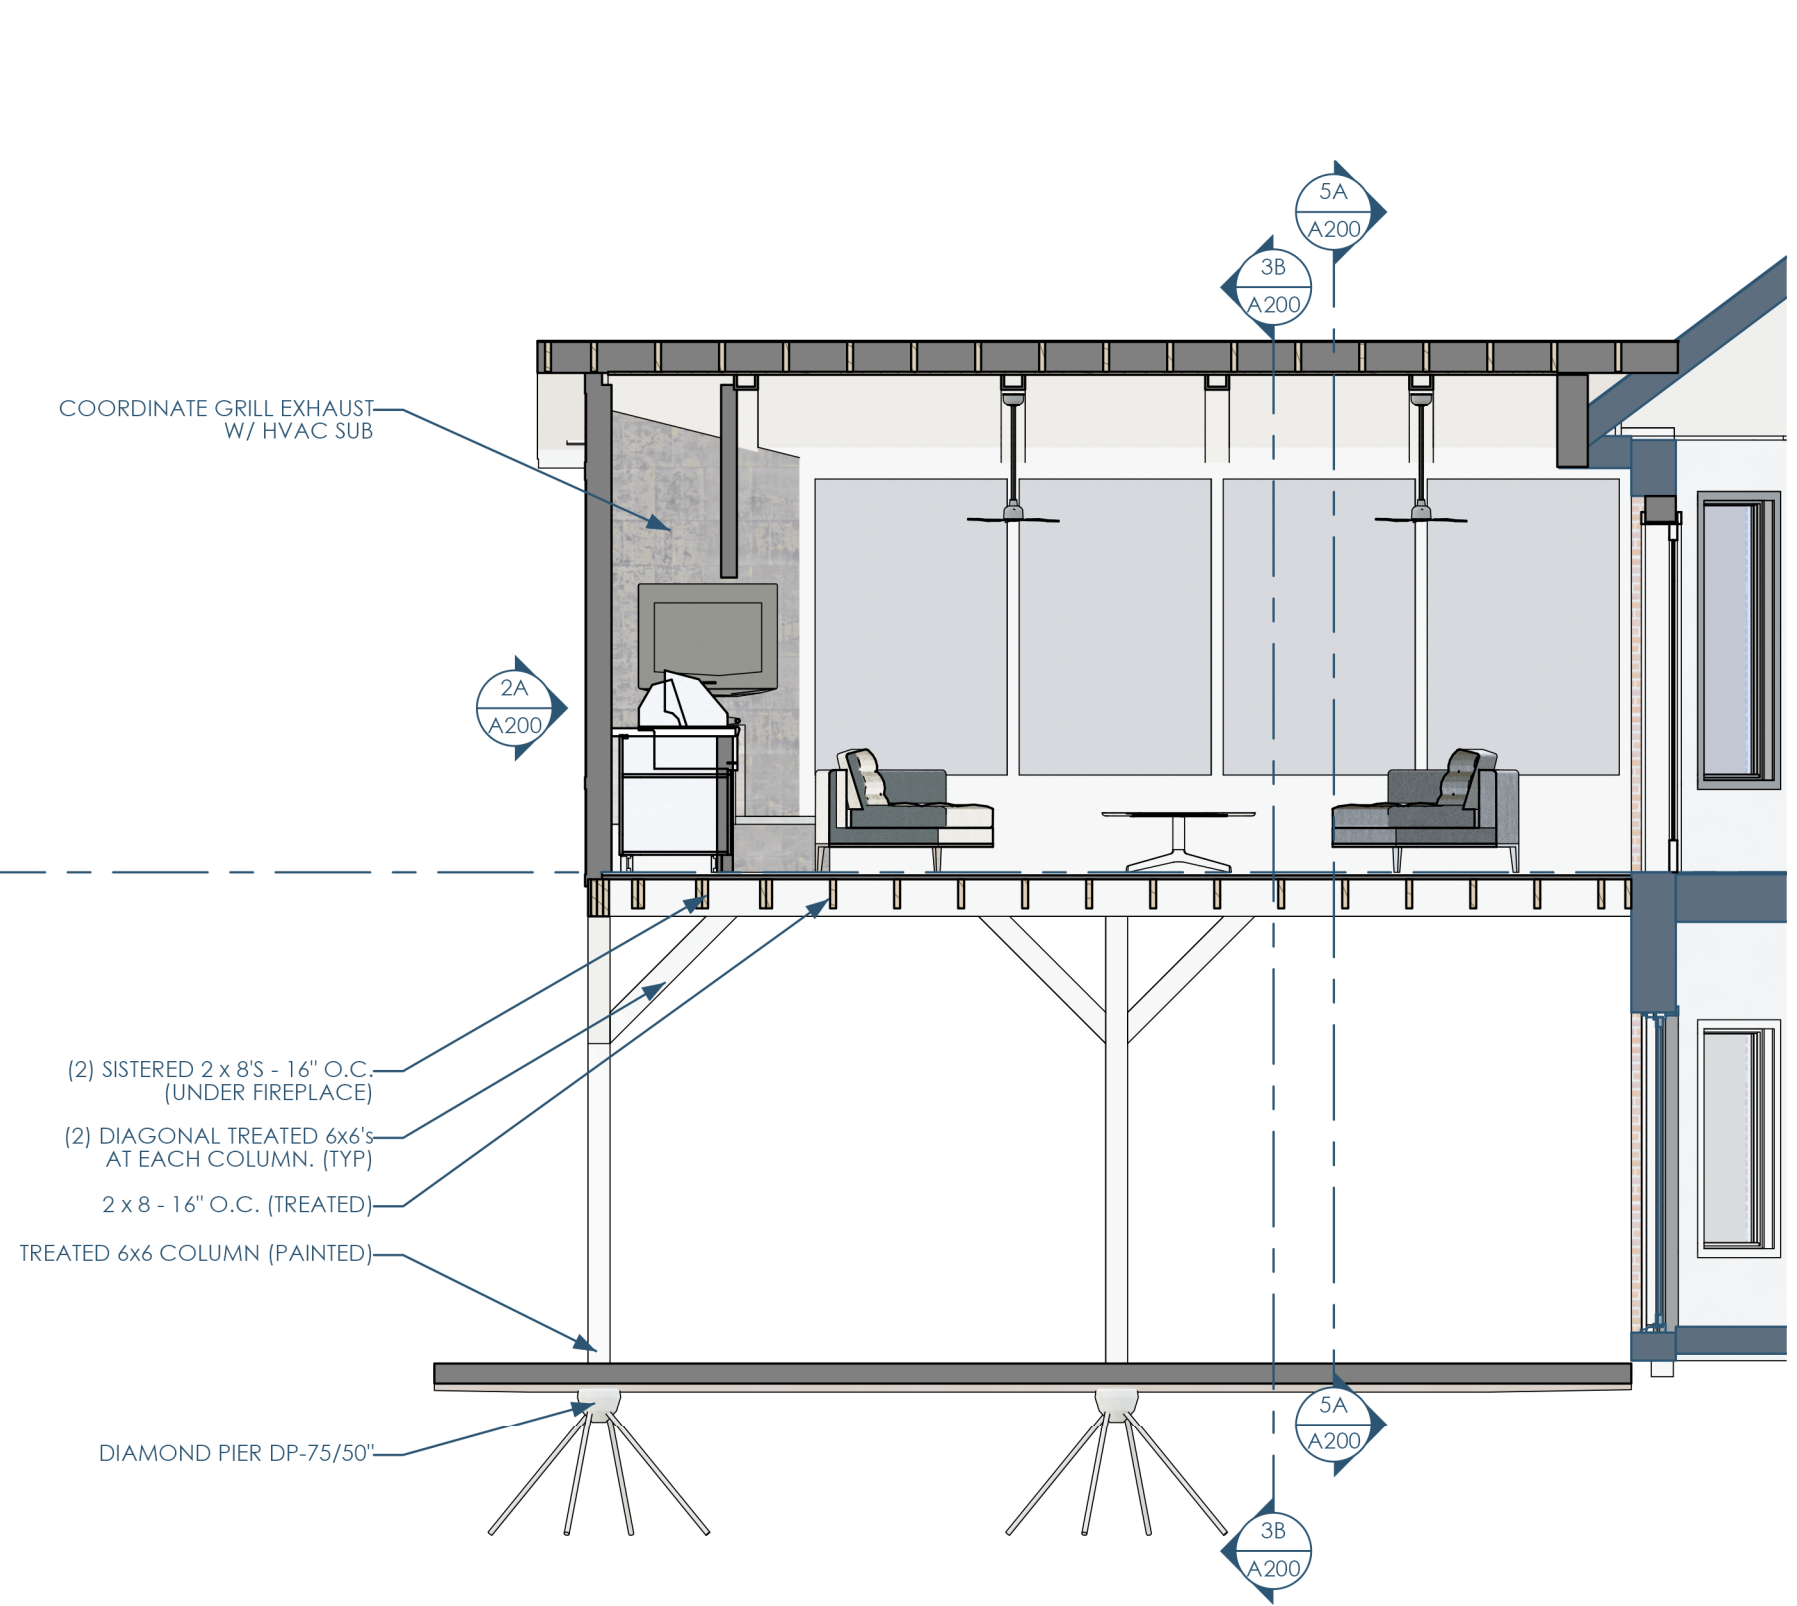 5A
A200
3B
A200
COORDINATE GRILL EXHAUST
W/ HVAC SUB
2A
A200
(2) SISTERED 2 x 8'S - 16" O.C.
(UNDER FIREPLACE)
(2) DIAGONAL TREATED 6x6's
AT EACH COLUMN. (TYP)
2 x 8 - 16" O.C. (TREATED)
TREATED 6x6 COLUMN (PAINTED)
5A
A200
DIAMOND PIER DP-75/50"
3B
A200